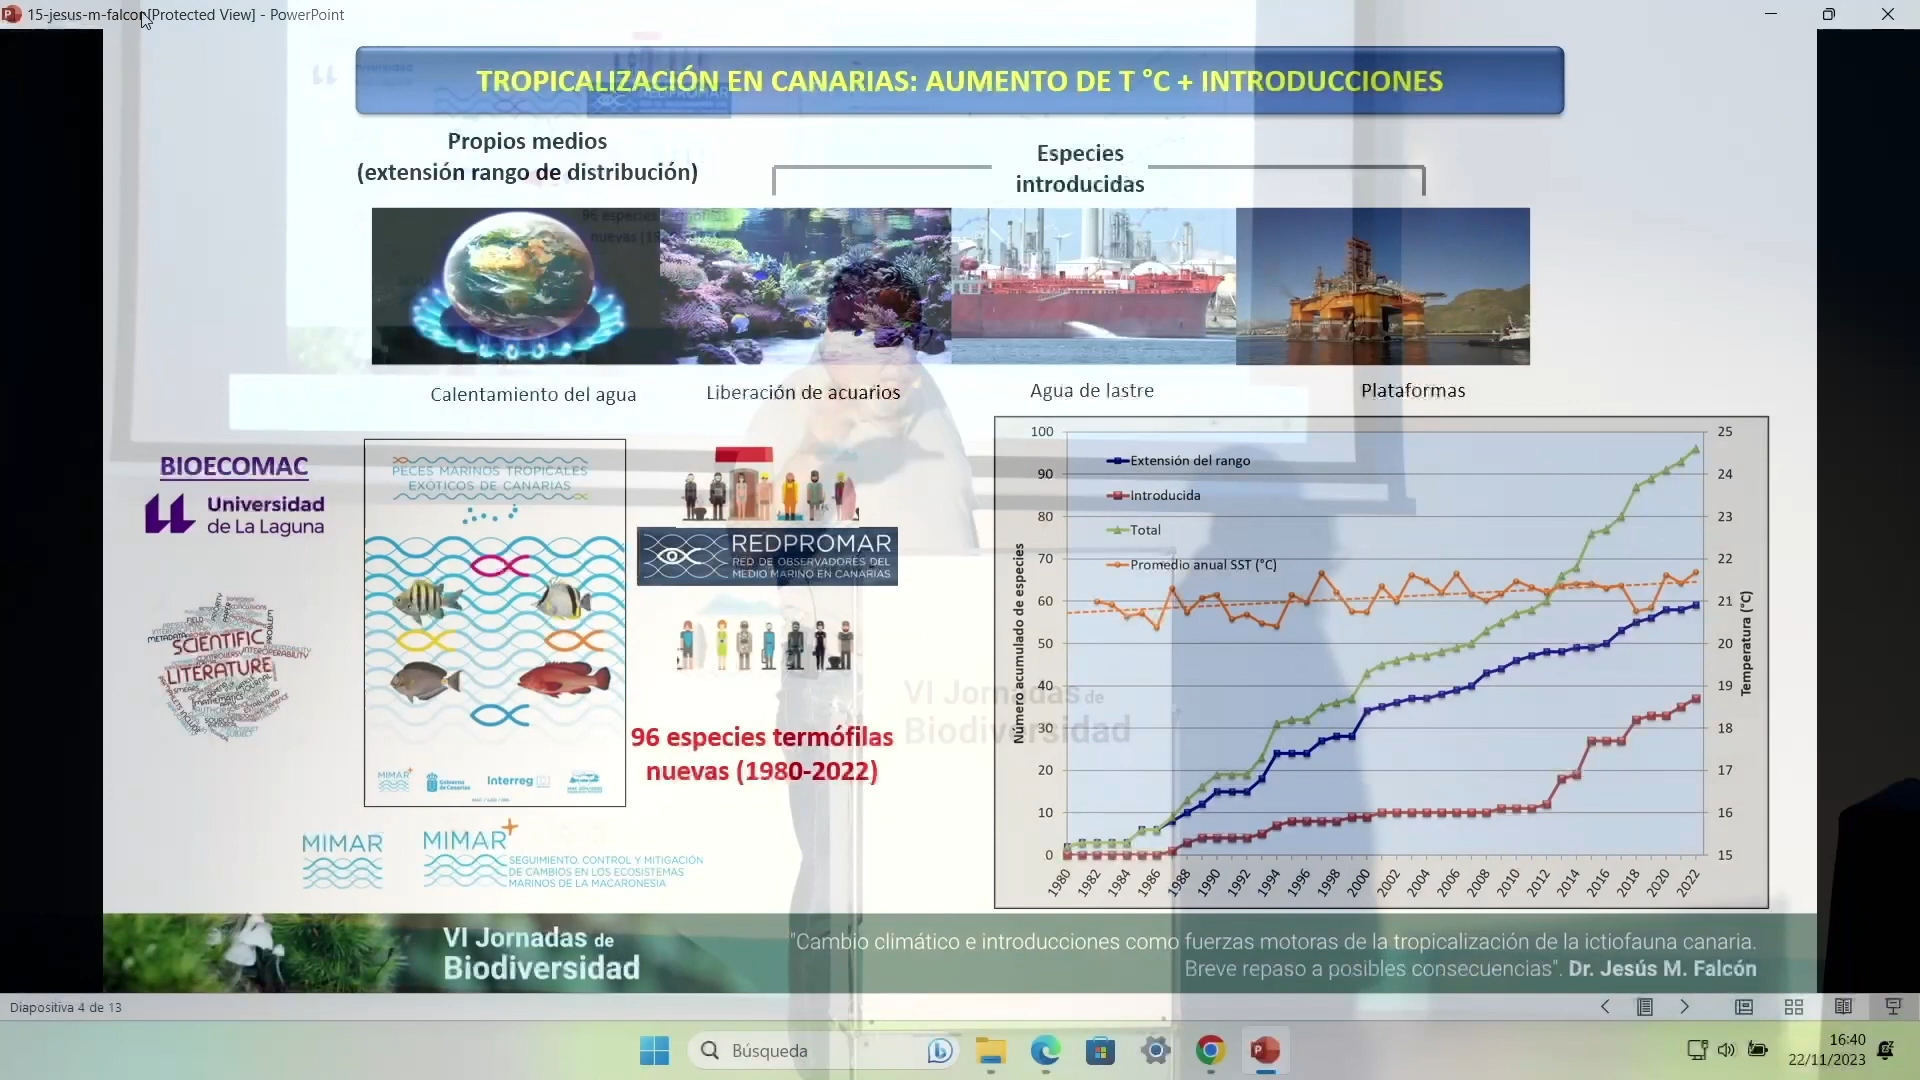 15-jesus-m-falcon [Protected View] - PowerPoint
TROPICALIZACIÓN EN CANARIAS: AUMENTO DE T °C + INTRODUCCIONES
Propios medios
(extensión rango de distribución)
Especies
introducidas
Calentamiento del agua
Liberación de acuarios
Agua de lastre
Plataformas
BIOECOMAC
Universidad
de La Laguna
SCIENTIFIC
LITERATURE
PECES MARINOS TROPICALES
EXÓTICOS DE CANARIAS
MIMAR+
Gobierno
de Canarias
Interreg
REDPROMAR
RED DE OBSERVADORES DEL
MEDIO MARINO EN CANARIAS
96 especies termófilas
nuevas (1980-2022)
MIMAR
MIMAR+
SEGUIMIENTO, CONTROL Y MITIGACIÓN
DE CAMBIOS EN LOS ECOSISTEMAS
MARINOS DE LA MACARONESIA
Extensión del rango
Introducida
Total
Promedio anual SST (°C)
Número acumulado de especies
100
90
80
70
60
50
40
30
20
10
0
25
24
23
22
21
20
19
18
17
16
15
Temperatura (°C)
1980 1982 1984 1986 1988 1990 1992 1994 1996 1998 2000 2002 2004 2006 2008 2010 2012 2014 2016 2018 2020 2022
VI Jornadas de
Biodiversidad
VI Jornadas de
Biodiversidad
"Cambio climático e introducciones como fuerzas motoras de la tropicalización de la ictiofauna canaria.
Breve repaso a posibles consecuencias". Dr. Jesús M. Falcón
Diapositiva 4 de 13
Búsqueda
16:40
22/11/2023